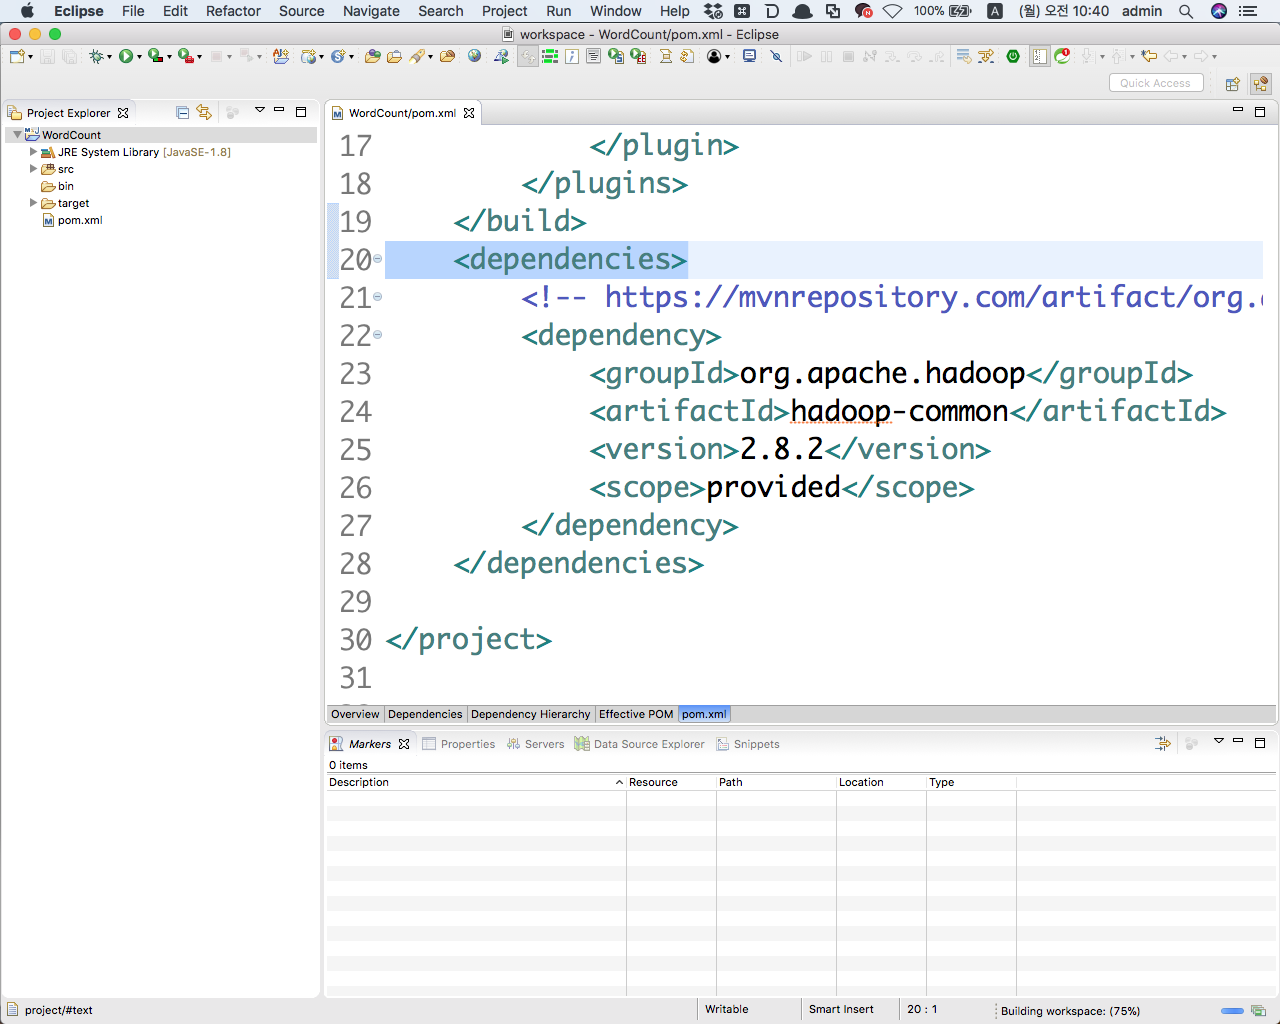 Eclipse File Edit Refactor Source Navigate Search Project Run Window Help 100% A (월) 오전 10:40 admin
workspace - WordCount/pom.xml - Eclipse
Quick Access
Project Explorer
WordCount
JRE System Library [JavaSE-1.8]
src
bin
target
pom.xml
WordCount/pom.xml
17 </plugin>
18 </plugins>
19 </build>
20 <dependencies>
21 <!-- https://mvnrepository.com/artifact/org.
22 <dependency>
23 <groupId>org.apache.hadoop</groupId>
24 <artifactId>hadoop-common</artifactId>
25 <version>2.8.2</version>
26 <scope>provided</scope>
27 </dependency>
28 </dependencies>
29
30 </project>
31
Overview Dependencies Dependency Hierarchy Effective POM pom.xml
Markers Properties Servers Data Source Explorer Snippets
0 items
Description Resource Path Location Type
project/#text Writable Smart Insert 20 : 1 Building workspace: (75%)